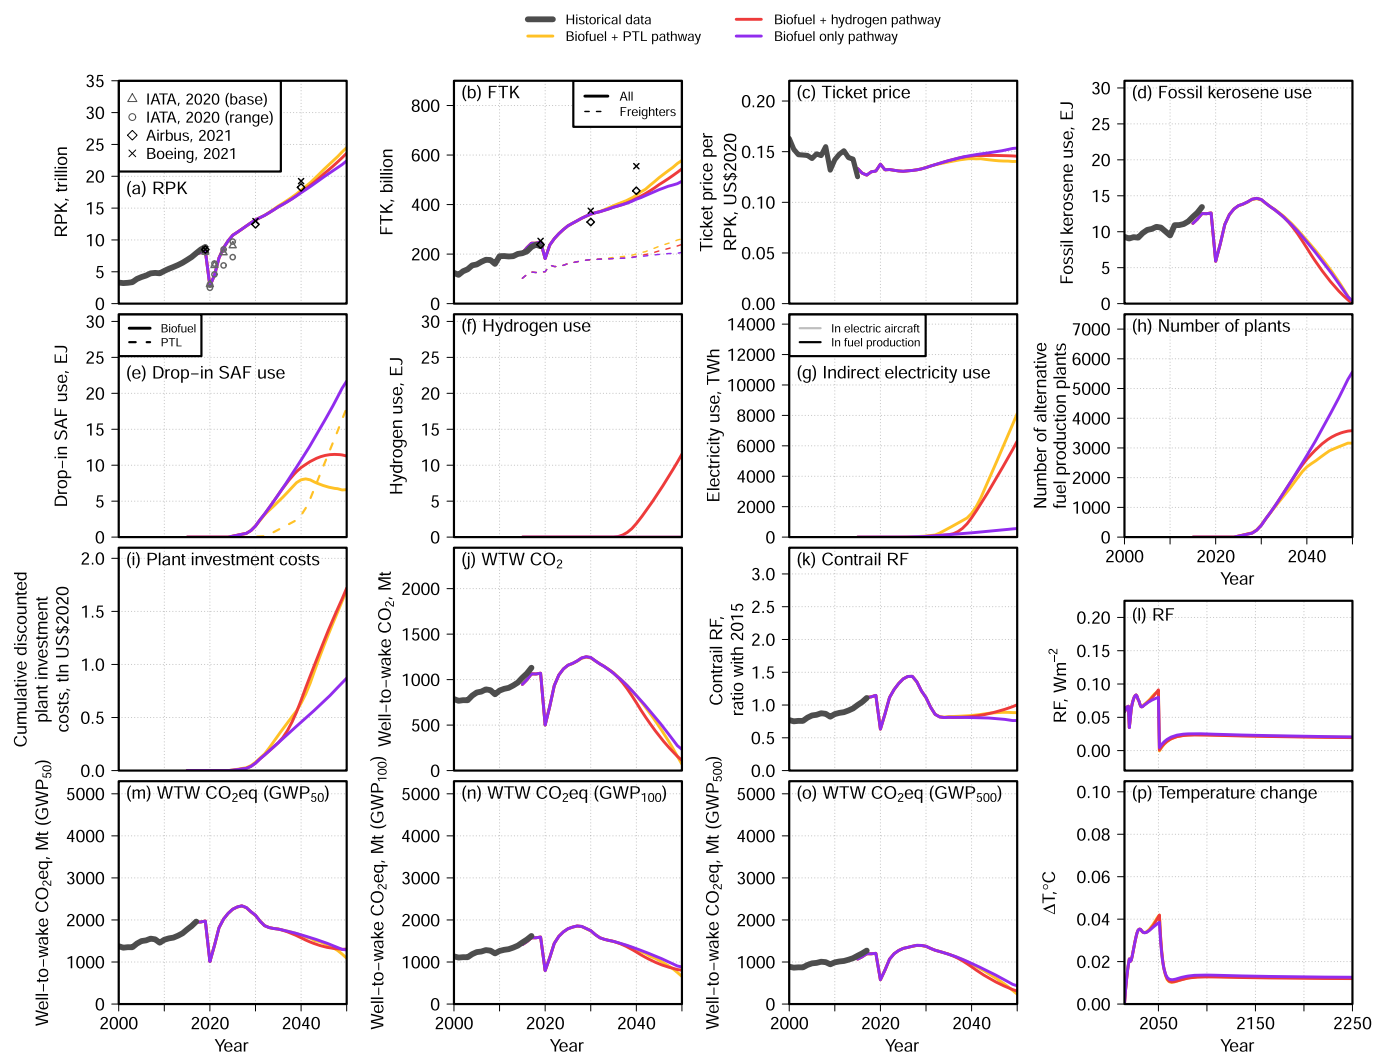 Historical data
Biofuel + PTL pathway
Biofuel + hydrogen pathway
Biofuel only pathway
RPK, trillion
35
30
25
20
15
10
5
0
IATA, 2020 (base)
IATA, 2020 (range)
Airbus, 2021
Boeing, 2021
(a) RPK
FTK, billion
800
600
400
200
0
(b) FTK
All
Freighters
Ticket price per
RPK, US$2020
0.20
0.15
0.10
0.05
0.00
(c) Ticket price
Fossil kerosene use, EJ
30
25
20
15
10
5
0
(d) Fossil kerosene use
Drop−in SAF use, EJ
30
25
20
15
10
5
0
Biofuel
PTL
(e) Drop−in SAF use
Hydrogen use, EJ
30
25
20
15
10
5
0
(f) Hydrogen use
Electricity use, TWh
14000
12000
10000
8000
6000
4000
2000
0
In electric aircraft
In fuel production
(g) Indirect electricity use
Number of alternative
fuel production plants
7000
6000
5000
4000
3000
2000
1000
0
(h) Number of plants
2000
2020
2040
Year
Cumulative discounted
plant investment
costs, tln US$2020
2.0
1.5
1.0
0.5
0.0
(i) Plant investment costs
Well−to−wake CO2, Mt
2000
1500
1000
500
0
(j) WTW CO2
Contrail RF,
ratio with 2015
3.0
2.5
2.0
1.5
1.0
0.5
0.0
(k) Contrail RF
RF, Wm−2
0.20
0.15
0.10
0.05
0.00
(l) RF
Well−to−wake CO2eq, Mt (GWP50)
5000
4000
3000
2000
1000
0
(m) WTW CO2eq (GWP50)
2000
2020
2040
Year
Well−to−wake CO2eq, Mt (GWP100)
5000
4000
3000
2000
1000
0
(n) WTW CO2eq (GWP100)
2000
2020
2040
Year
Well−to−wake CO2eq, Mt (GWP500)
5000
4000
3000
2000
1000
0
(o) WTW CO2eq (GWP500)
2000
2020
2040
Year
ΔT,°C
0.10
0.08
0.06
0.04
0.02
0.00
(p) Temperature change
2050
2150
2250
Year